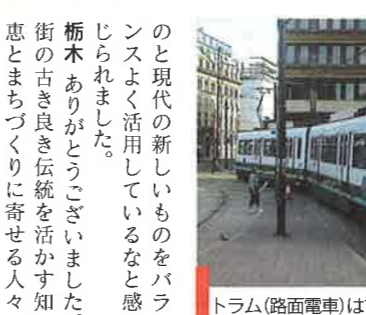 のと現代の新しいものをバラ
ンスよく活用しているなと感
じられました。
栃木 ありがとうございました。
街の古き良き伝統を活かす知
恵とまちづくりに寄せる人々
トラム(路面電車)は